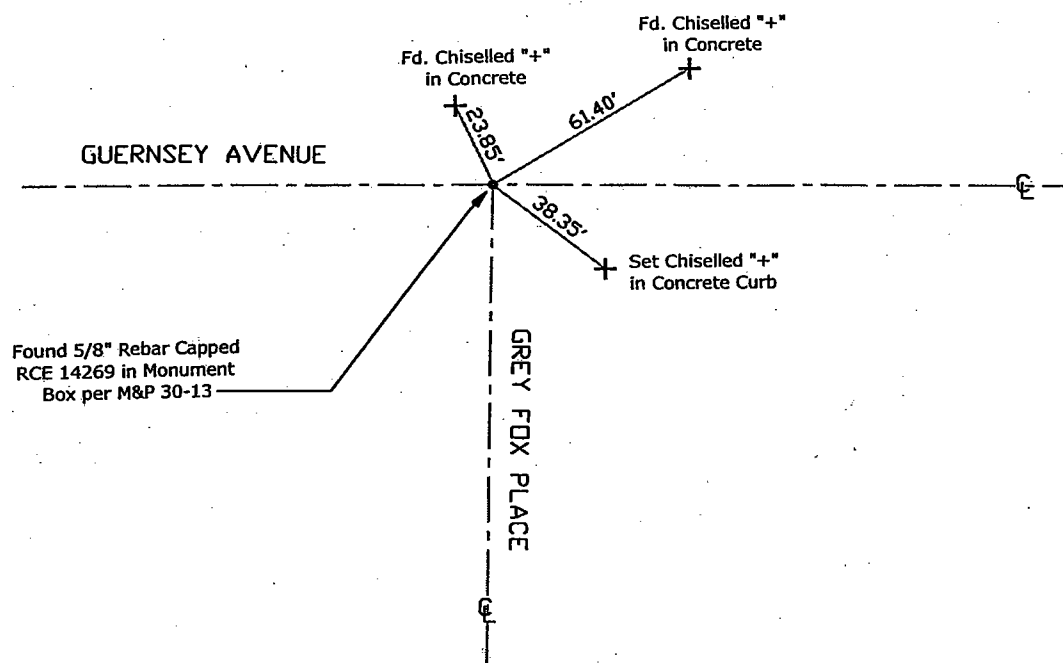 Fd. Chiselled "+"
in Concrete
Fd. Chiselled "+"
in Concrete
23.85'
61.40'
GUERNSEY AVENUE
℄
38.35'
Set Chiselled "+"
in Concrete Curb
Found 5/8" Rebar Capped
RCE 14269 in Monument
Box per M&P 30-13
GREY FOX PLACE
℄